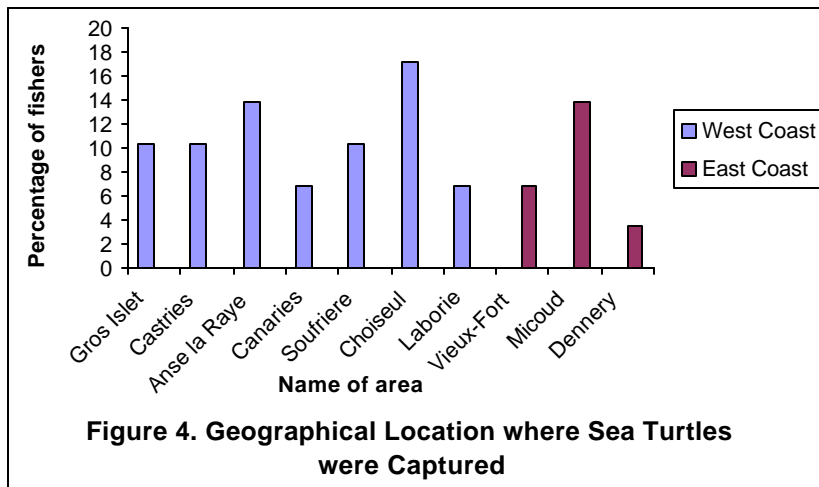 20
18
16
14
12
10
8
6
4
2
0
Percentage of fishers
Gros Islet
Castries
Anse la Raye
Canaries
Soufriere
Choiseul
Laborie
Vieux-Fort
Micoud
Dennery
Name of area
West Coast
East Coast
Figure 4. Geographical Location where Sea Turtles
were Captured